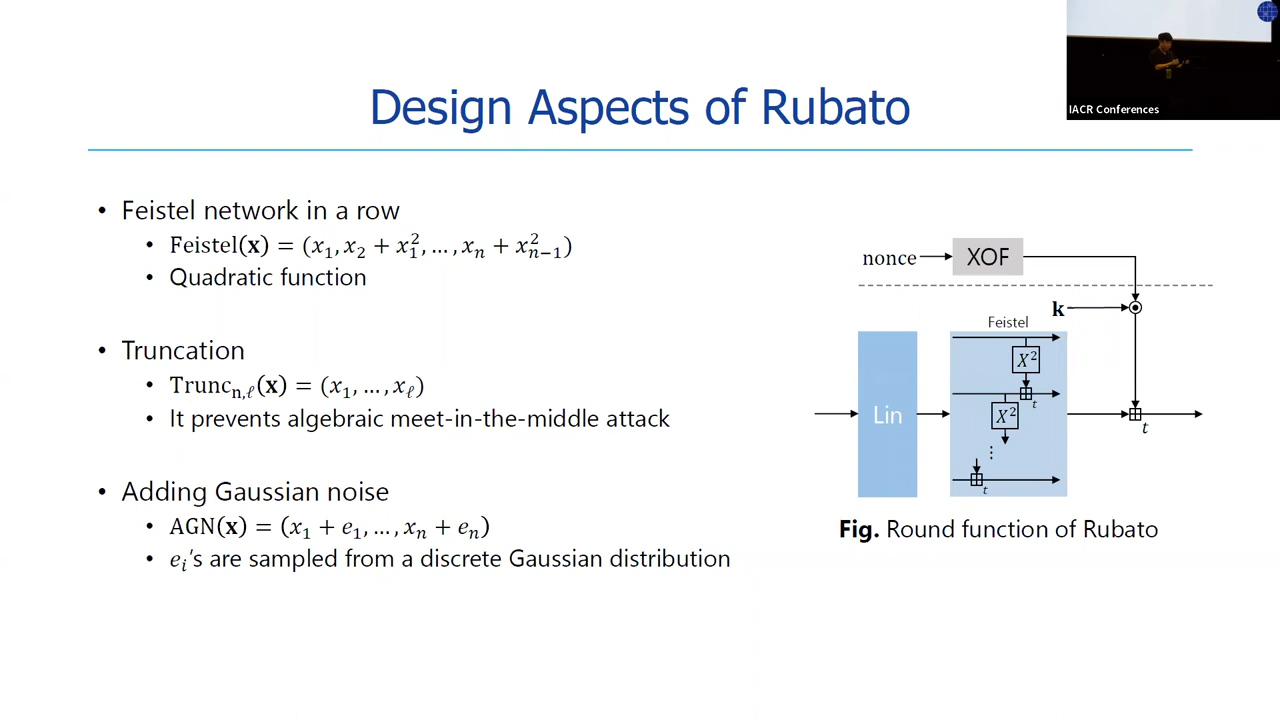 IACR Conferences
Design Aspects of Rubato
• Feistel network in a row
• Feistel(𝐱) = (x₁, x₂ + x₁², …, xₙ + xₙ₋₁²)
• Quadratic function
• Truncation
• Truncₙ,ℓ(𝐱) = (x₁, …, xℓ)
• It prevents algebraic meet-in-the-middle attack
• Adding Gaussian noise
• AGN(𝐱) = (x₁ + e₁, …, xₙ + eₙ)
• eᵢ's are sampled from a discrete Gaussian distribution
nonce
XOF
k
Feistel
X²
t
Lin
X²
t
⋮
t
Fig. Round function of Rubato